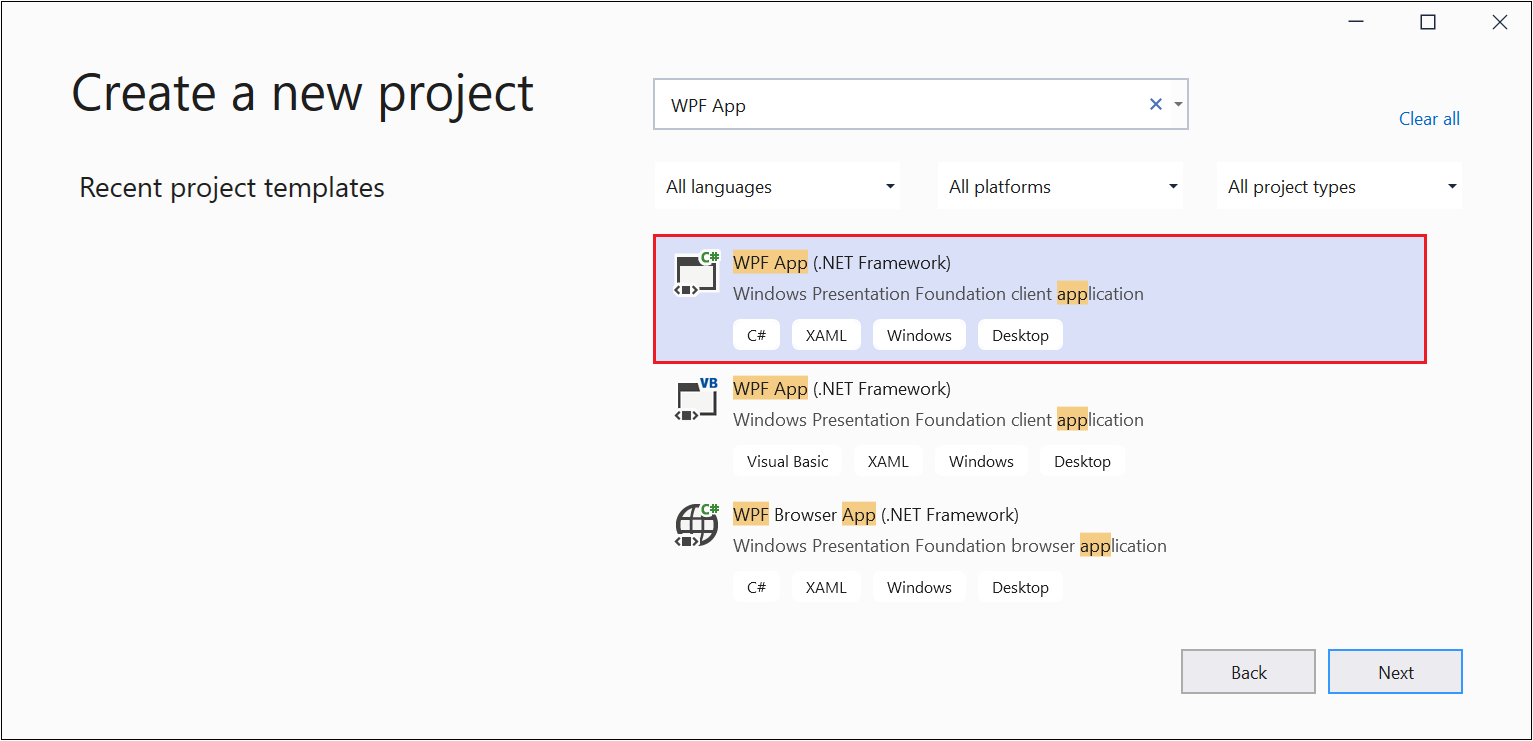 Create a new project
WPF App
Clear all
Recent project templates
All languages
All platforms
All project types
C#
WPF App (.NET Framework)
Windows Presentation Foundation client application
C# XAML Windows Desktop
VB
WPF App (.NET Framework)
Windows Presentation Foundation client application
Visual Basic XAML Windows Desktop
C#
WPF Browser App (.NET Framework)
Windows Presentation Foundation browser application
C# XAML Windows Desktop
Back
Next